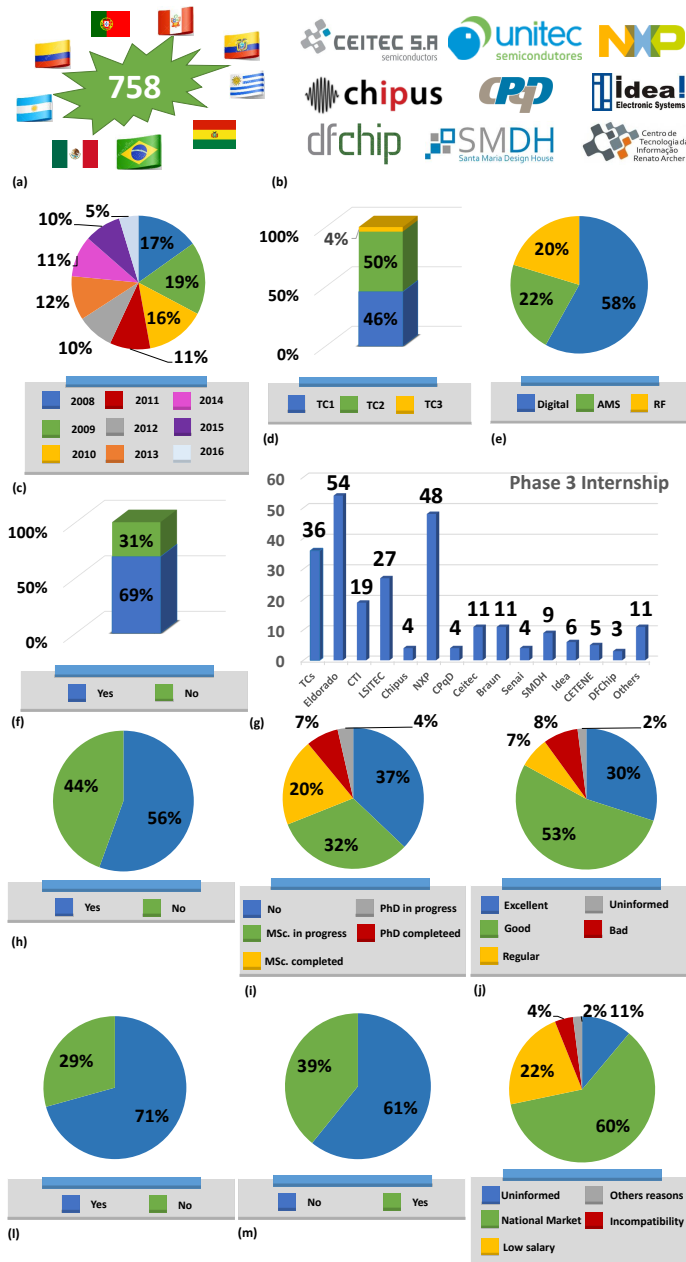 758
(a)
CEITEC S.A
semiconductors
unitec
semicondutores
NXP
chipus
CPqD
idea!
Electronic Systems
dfchip
SMDH
Santa Maria Design House
Centro de
Tecnologia da
Informação
Renato Archer
(b)
5%
10%
17%
11%
19%
12%
16%
10%
11%
2008
2011
2014
2009
2012
2015
2010
2013
2016
(c)
100%
4%
50%
50%
46%
0%
TC1
TC2
TC3
(d)
20%
22%
58%
Digital
AMS
RF
(e)
100%
31%
50%
69%
0%
Yes
No
(f)
Phase 3 Internship
60
50
40
30
20
10
0
36
54
19
27
4
48
4
11
11
4
9
6
5
3
11
TCs
Eldorado
CTI
LSITEC
Chipus
NXP
CPqD
Ceitec
Braun
Senai
SMDH
Idea
CETENE
DFChip
Others
(g)
44%
56%
Yes
No
(h)
7%
4%
37%
20%
32%
No
PhD in progress
MSc. in progress
PhD completeed
MSc. completed
(i)
8%
2%
7%
30%
53%
Excellent
Uninformed
Good
Bad
Regular
(j)
29%
71%
Yes
No
(l)
39%
61%
No
Yes
(m)
4%
2%
11%
22%
60%
Uninformed
Others reasons
National Market
Incompatibility
Low salary